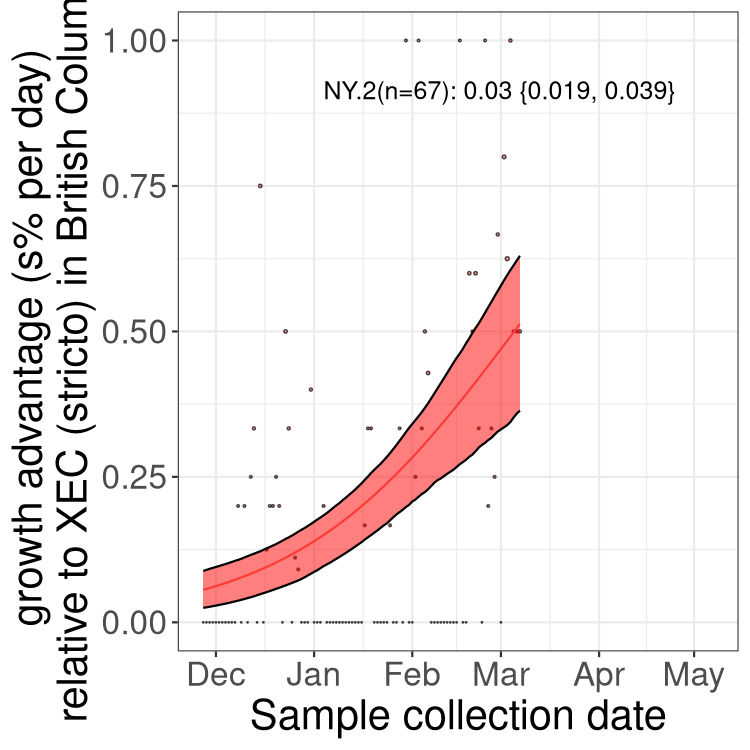 growth advantage (s% per day)
relative to XEC (stricto) in British Colum
1.00
0.75
0.50
0.25
0.00
NY.2(n=67): 0.03 {0.019, 0.039}
Dec Jan Feb Mar Apr May
Sample collection date